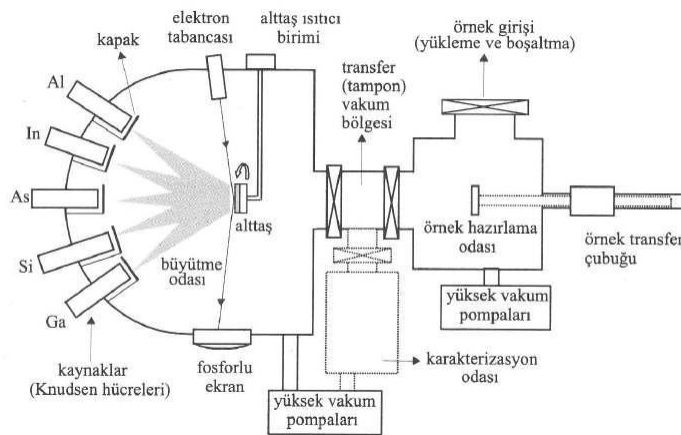 elektron
tabancası
alttaş ısıtıcı
birimi
kapak
örnek girişi
(yükleme ve boşaltma)
transfer
(tampon)
vakum
bölgesi
Al
In
As
Si
Ga
alttaş
büyütme
odası
örnek hazırlama
odası
örnek transfer
çubuğu
yüksek vakum
pompaları
kaynaklar
(Knudsen hücreleri)
fosforlu
ekran
yüksek vakum
pompaları
karakterizasyon
odası